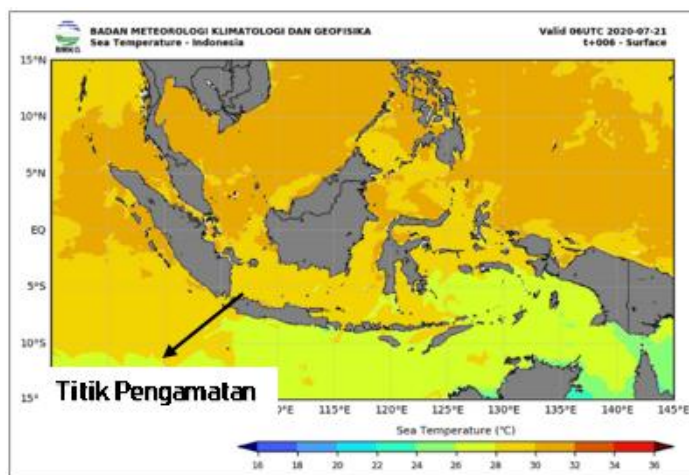 BADAN METEOROLOGI KLIMATOLOGI DAN GEOFISIKA Valid 06UTC 2020-07-21
Sea Temperature - Indonesia t+006 - Surface
BMKG
15°N
10°N
5°N
EQ
5°S
10°S
15°
Titik Pengamatan
0°E 115°E 120°E 125°E 130°E 135°E 140°E 145°E
Sea Temperature (°C)
16 18 20 22 24 26 28 30 32 34 36